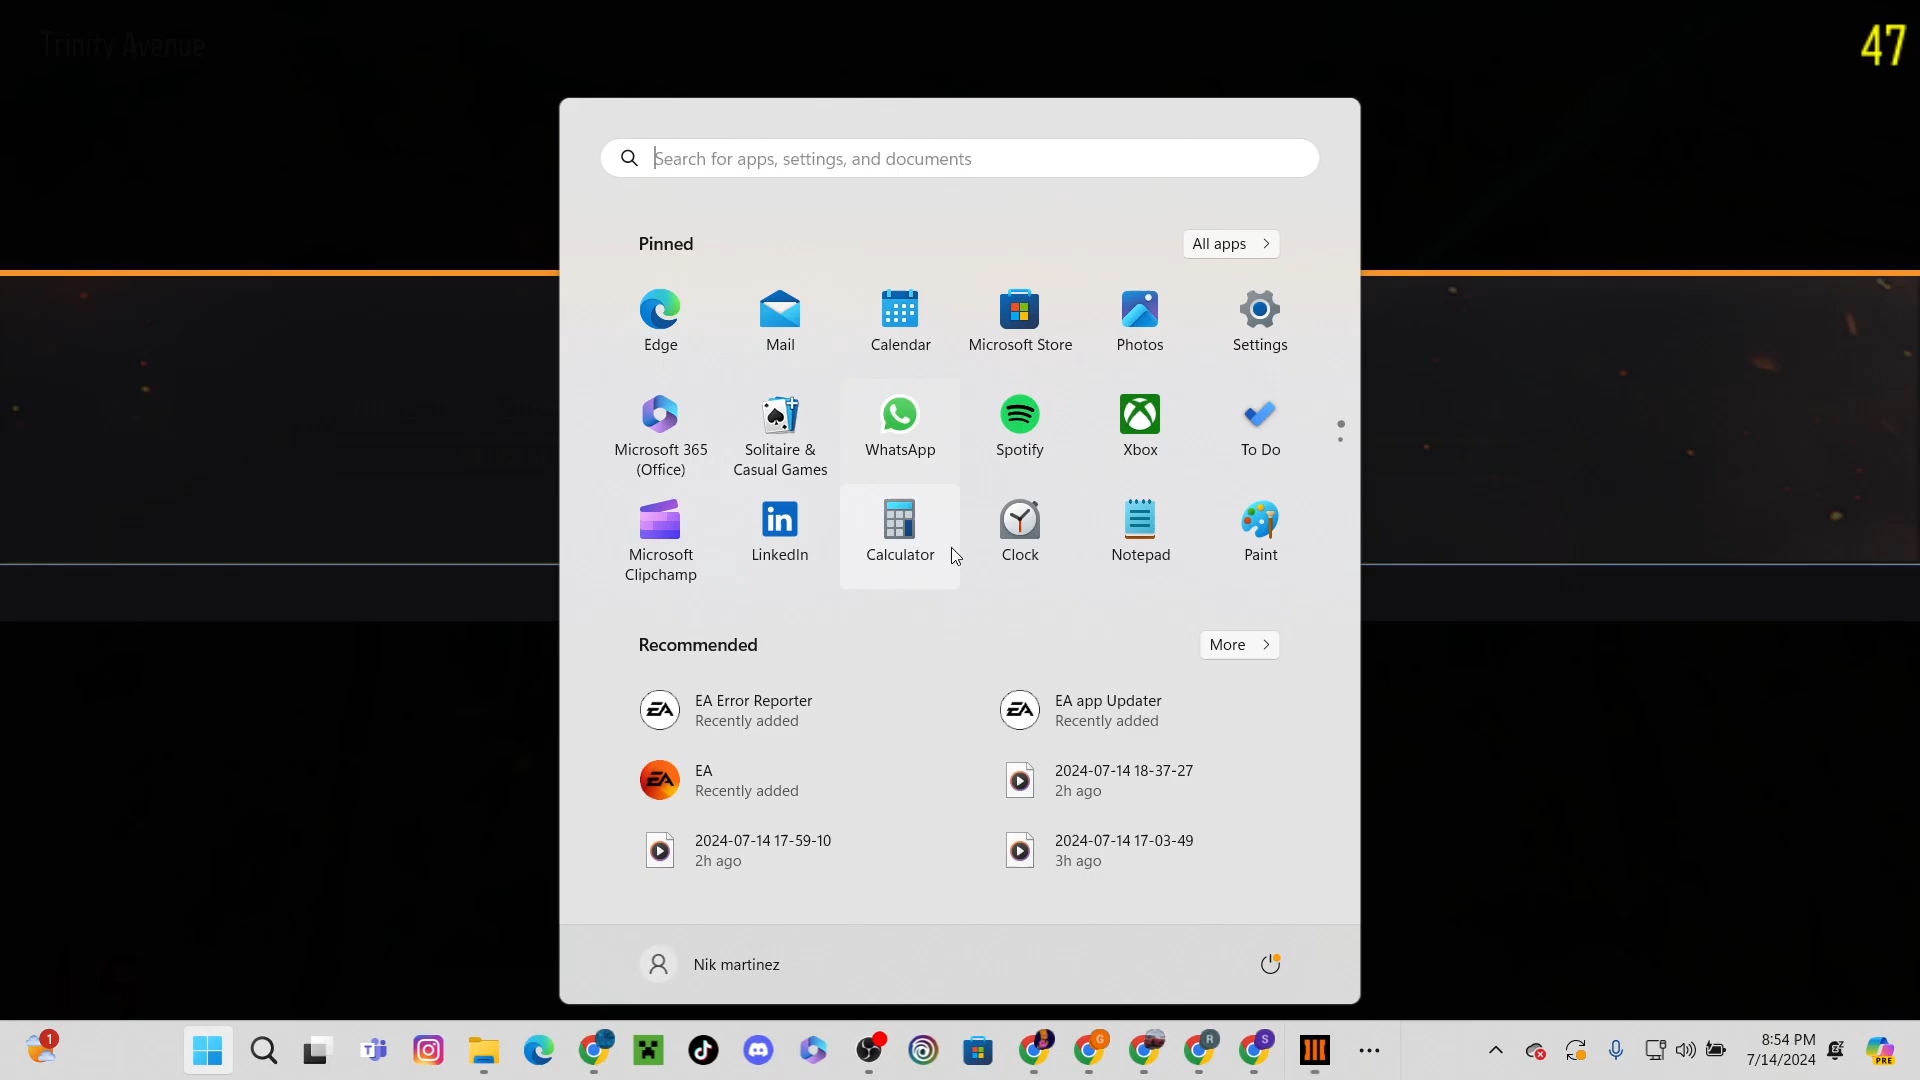 Trinity Avenue
47
Search for apps, settings, and documents
Pinned
All apps
Edge
Mail
Calendar
Microsoft Store
Photos
Settings
Microsoft 365
(Office)
Solitaire &
Casual Games
WhatsApp
Spotify
Xbox
To Do
Microsoft
Clipchamp
LinkedIn
Calculator
Clock
Notepad
Paint
Recommended
More
EA Error Reporter
Recently added
EA app Updater
Recently added
EA
Recently added
2024-07-14 18-37-27
2h ago
2024-07-14 17-59-10
2h ago
2024-07-14 17-03-49
3h ago
Nik martinez
1
G
R
S
8:54 PM
7/14/2024
PRE